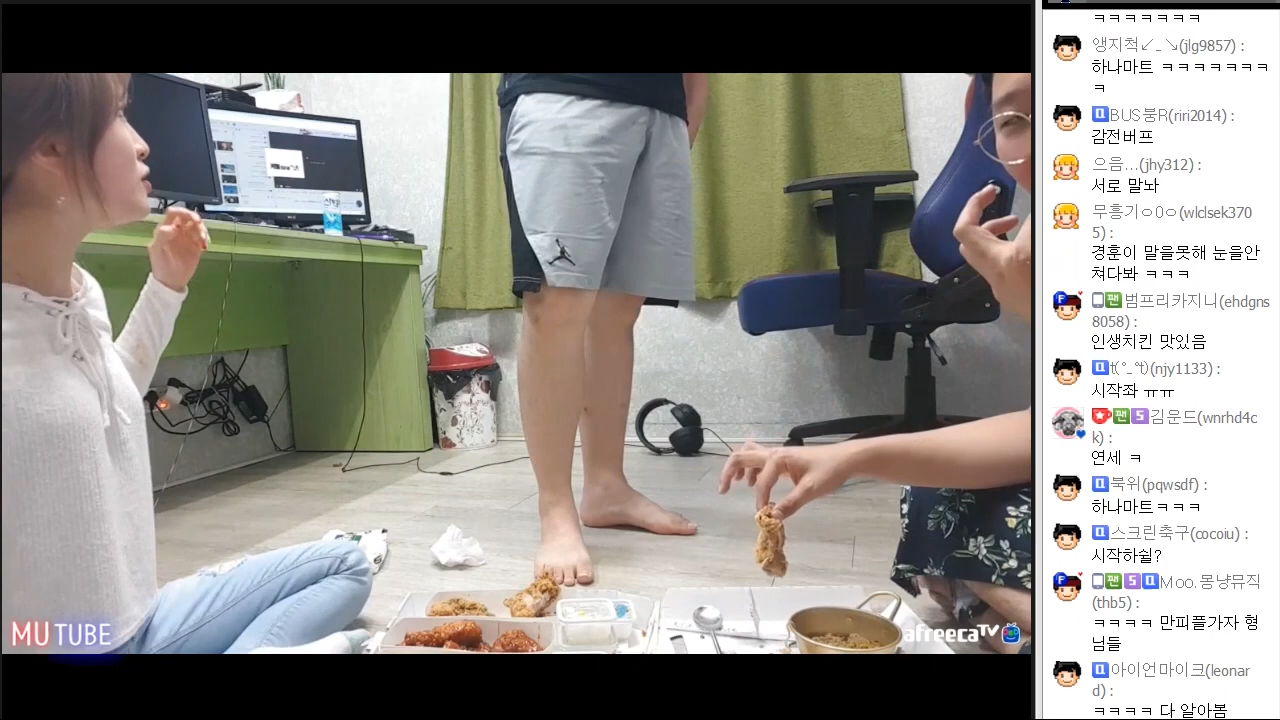 ㅋㅋㅋㅋㅋㅋㅋ
앵지척↙_↘(jlg9857) :
하나마트 ㅋㅋㅋㅋㅋㅋㅋ
ㅋ
BUS붕R(riri2014) :
감저버프
으음...(jhy312) :
서로 말놔
무흥기ㅇ0ㅇ(wlclsek370
5) :
경훈이 말을못해 눈을안
쳐다봐 ㅋㅋㅋ
F 팬 범프리카지니(ehdgns
8058) :
인생치킨 맛있음
(njy1133) :
시작좌 ㅠㅠ
팬 5 김운드(wnrhd4c
k) :
연세 ㅋ
북위(pqwsdf) :
하나마트ㅋㅋㅋ
스크린축구(cocoiu) :
시작하쉴?
F 팬 5 Moo.몽냥뮤직
(thb5) :
ㅋㅋㅋㅋ 만피플가자 형
님들
아이언마이크(leonar
d) :
ㅋㅋㅋㅋ 다 알아봄
MUTUBE
afreecaTV